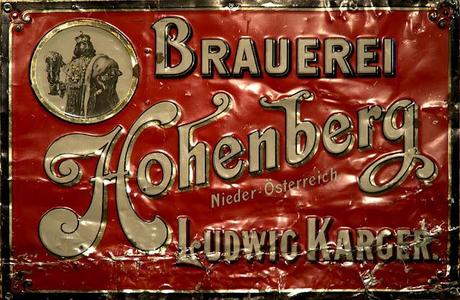 BRAUEREI
Hohenberg
Nieder-Österreich
LUDWIG KARGER.